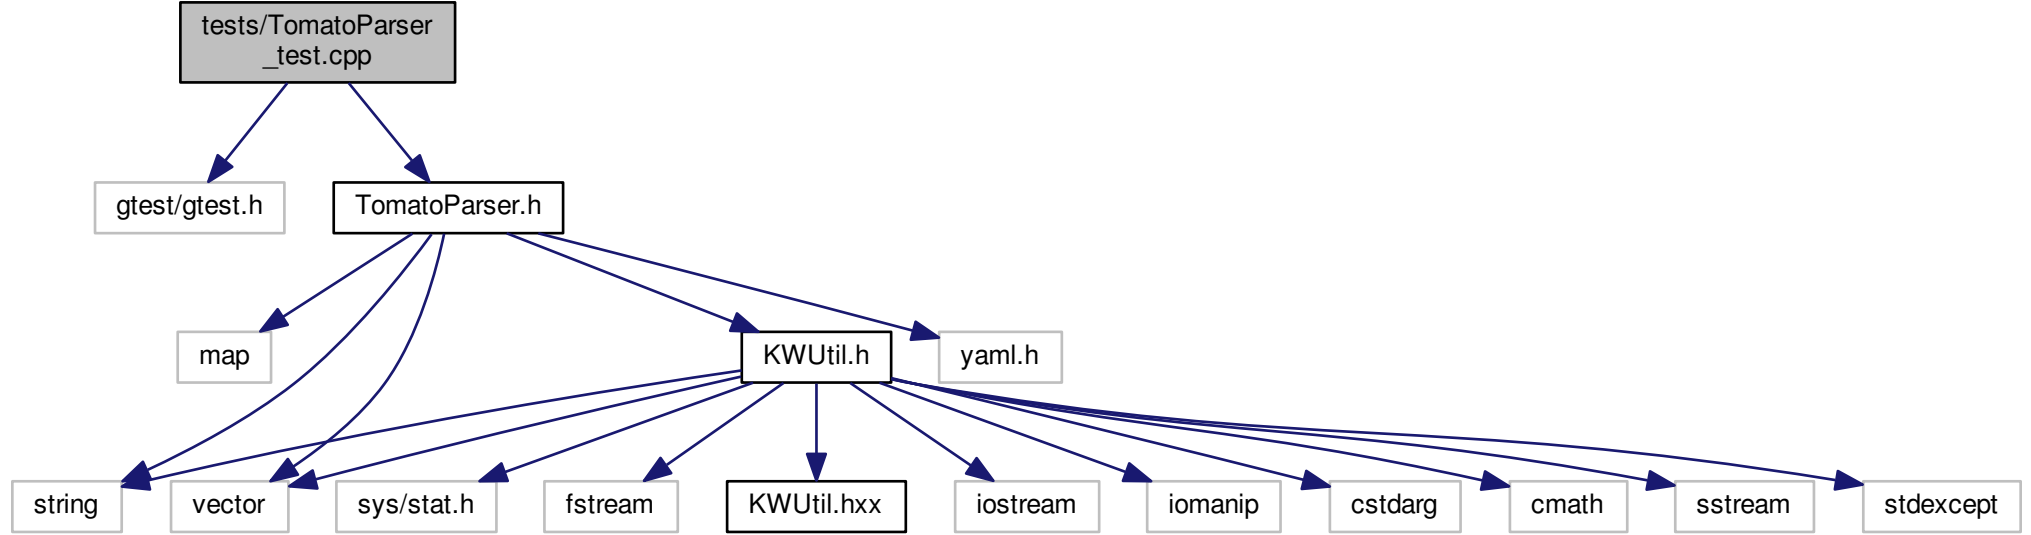 tests/TomatoParser
_test.cpp
gtest/gtest.h
TomatoParser.h
map
KWUtil.h
yaml.h
string
vector
sys/stat.h
fstream
KWUtil.hxx
iostream
iomanip
cstdarg
cmath
sstream
stdexcept